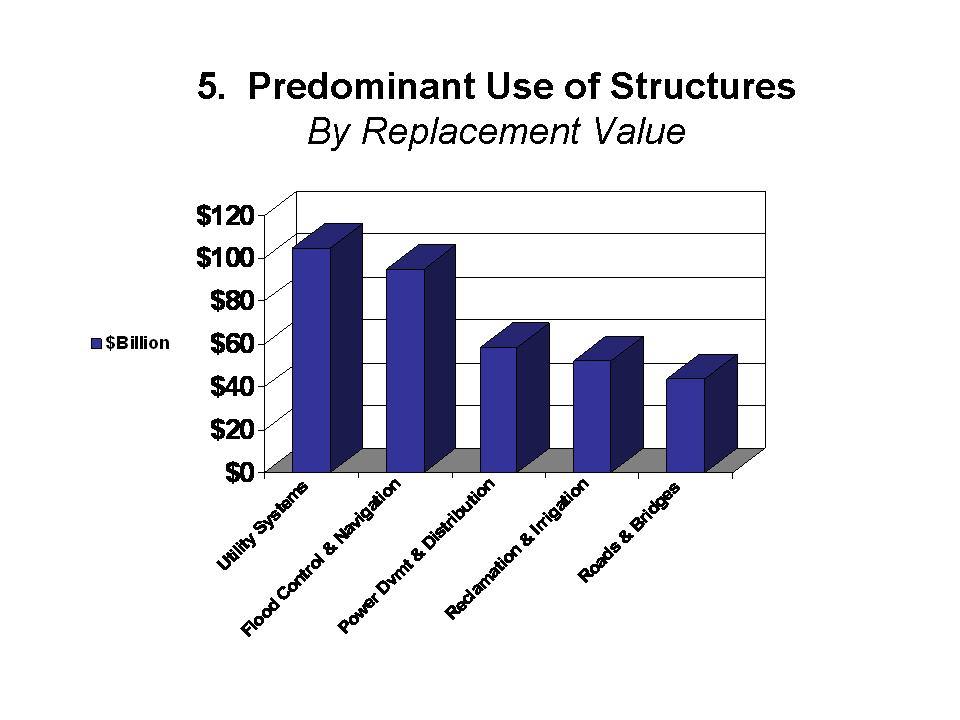 5. Predominant Use of Structures
By Replacement Value
$120
$100
$80
$60
$40
$20
$0
$Billion
Utility Systems
Flood Control & Navigation
Power Dvmt & Distribution
Reclamation & Irrigation
Roads & Bridges